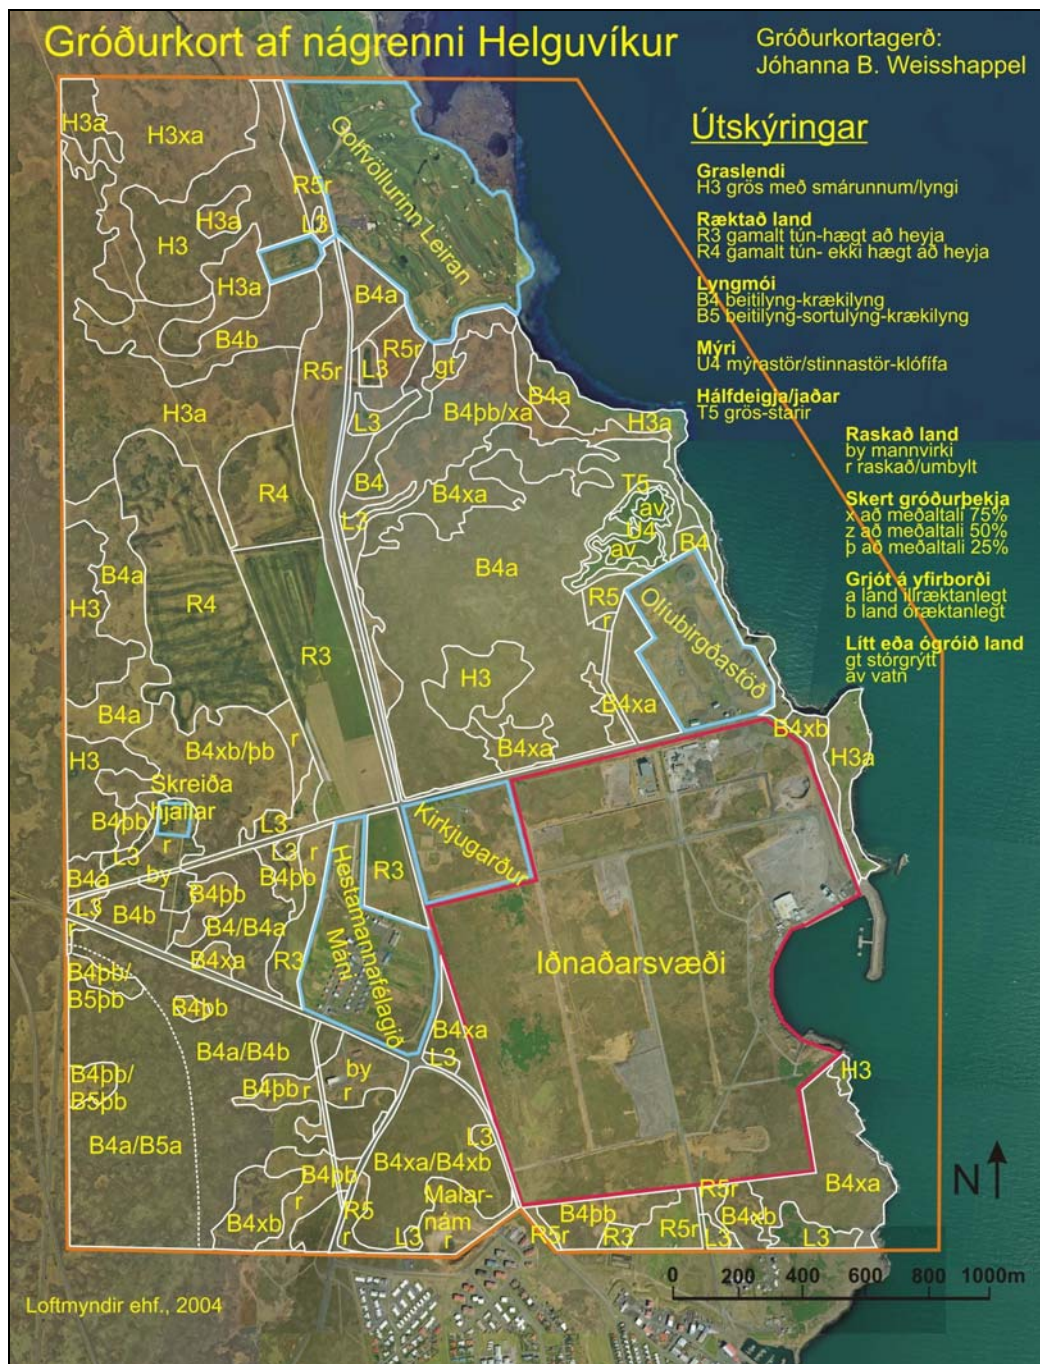 Gróðurkort af nágrenni Helguvíkur
Gróðurkortagerð:
Jóhanna B. Weisshappel
Útskýringar
Graslendi
H3 grös með smárunnum/lyngi
Ræktað land
R3 gamalt tún-hægt að heyja
R4 gamalt tún- ekki hægt að heyja
Lyngmói
B4 beitilyng-krækilyng
B5 beitilyng-sortulyng-krækilyng
Mýri
U4 mýrastör/stinnastör-klófífa
Hálfdeigja/jaðar
T5 grös-starir
Raskað land
by mannvirki
r raskað/umbylt
Skert gróðurþekja
x að meðaltali 75%
z að meðaltali 50%
þ að meðaltali 25%
Grjót á yfirborði
a land illræktanlegt
b land óræktanlegt
Lítt eða ógróið land
gt stórgrýtt
av vatn
H3a
H3xa
Golfvöllurinn Leiran
R5r
L3
H3a
H3
H3a
B4a
B4b
R5r
R5r
L3
gt
H3a
B4þb/xa
B4a
H3a
L3
R4
B4
B4xa
L3
T5
av
U4
av
B4
B4a
B4a
H3
R4
R5
r
Olíubirgðastöð
R3
H3
B4xa
B4a
H3
B4xb/þb
r
B4xa
B4xb
H3a
Skreiða
hjallar
B4þb
L3
r
L3
by
L3
r
Kirkjugarður
B4a
L3
B4b
B4þb
B4þb
R3
B4/B4a
r
B4xa
R3
Hestamannafélagið
Máni
Iðnaðarsvæði
B4þb/
B5þb
B4þb
B4a/B4b
B4xa
L3
by
r
H3
B4þb/
B5þb
B4þb
r
B4a/B5a
L3
B4xa/B4xb
B4þb
r
B4xb
R5
r
Malar-
nám
L3
r
R5r
B4þb
R3
R5r
R5r
B4xb
L3
L3
B4xa
N
0 200 400 600 800 1000m
Loftmyndir ehf., 2004